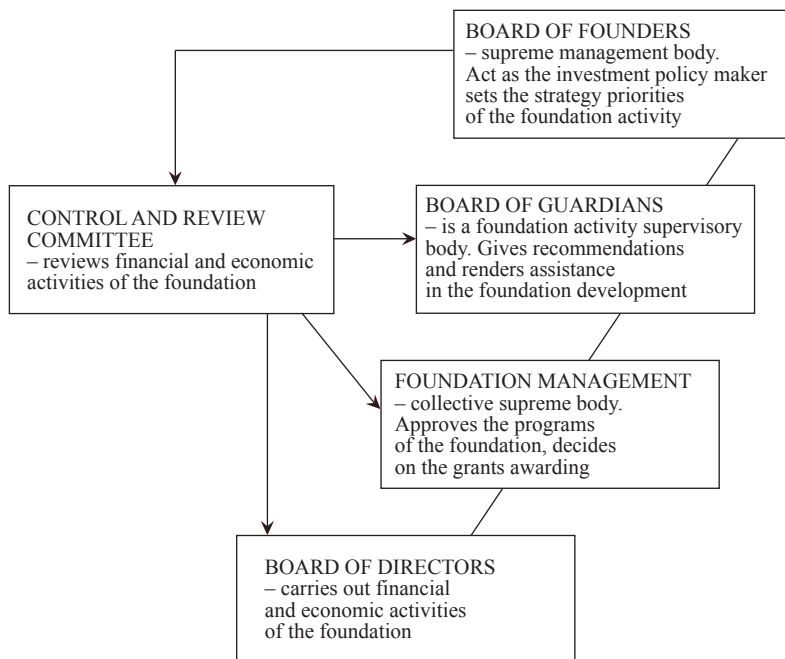 BOARD OF FOUNDERS
– supreme management body.
Act as the investment policy maker
sets the strategy priorities
of the foundation activity
CONTROL AND REVIEW
COMMITTEE
– reviews financial and economic
activities of the foundation
BOARD OF GUARDIANS
– is a foundation activity supervisory
body. Gives recommendations
and renders assistance
in the foundation development
FOUNDATION MANAGEMENT
– collective supreme body.
Approves the programs
of the foundation, decides
on the grants awarding
BOARD OF DIRECTORS
– carries out financial
and economic activities
of the foundation